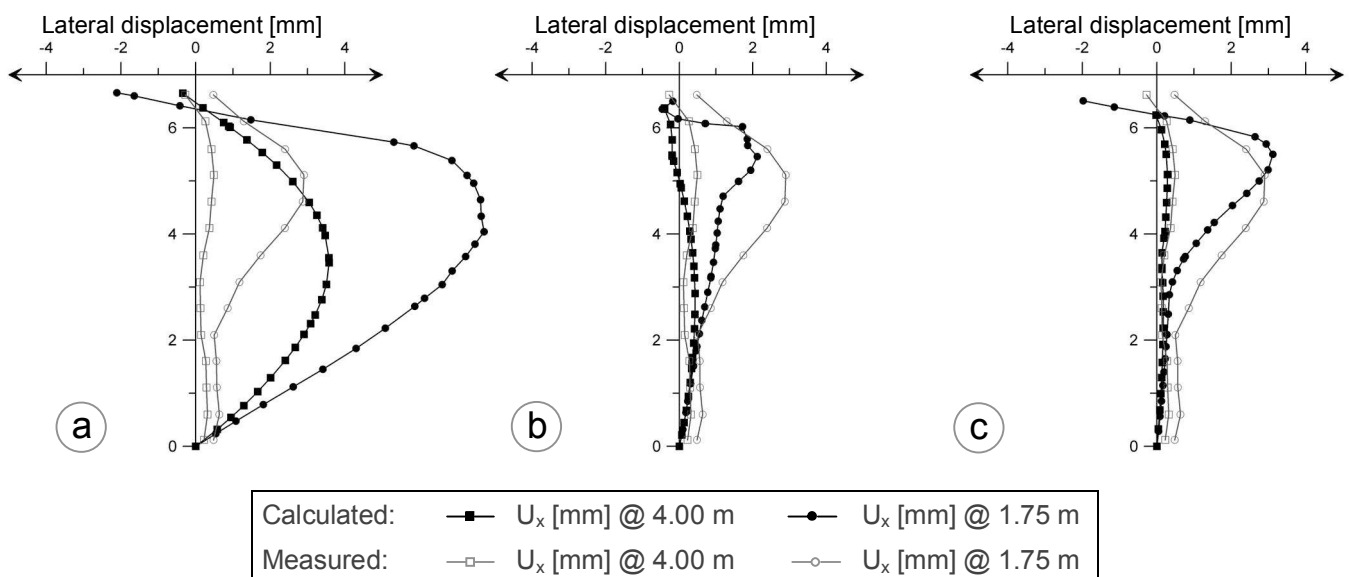 Lateral displacement [mm]
-4 -2 0 2 4
6
4
2
0
a
Lateral displacement [mm]
-4 -2 0 2 4
6
4
2
0
b
Lateral displacement [mm]
-4 -2 0 2 4
6
4
2
0
c
Calculated: Ux [mm] @ 4.00 m Ux [mm] @ 1.75 m
Measured: Ux [mm] @ 4.00 m Ux [mm] @ 1.75 m